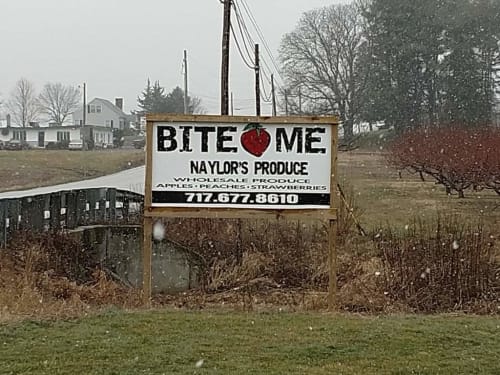 BITE ME
NAYLOR'S PRODUCE
WHOLESALE PRODUCE
APPLES • PEACHES • STRAWBERRIES
717.677.8610